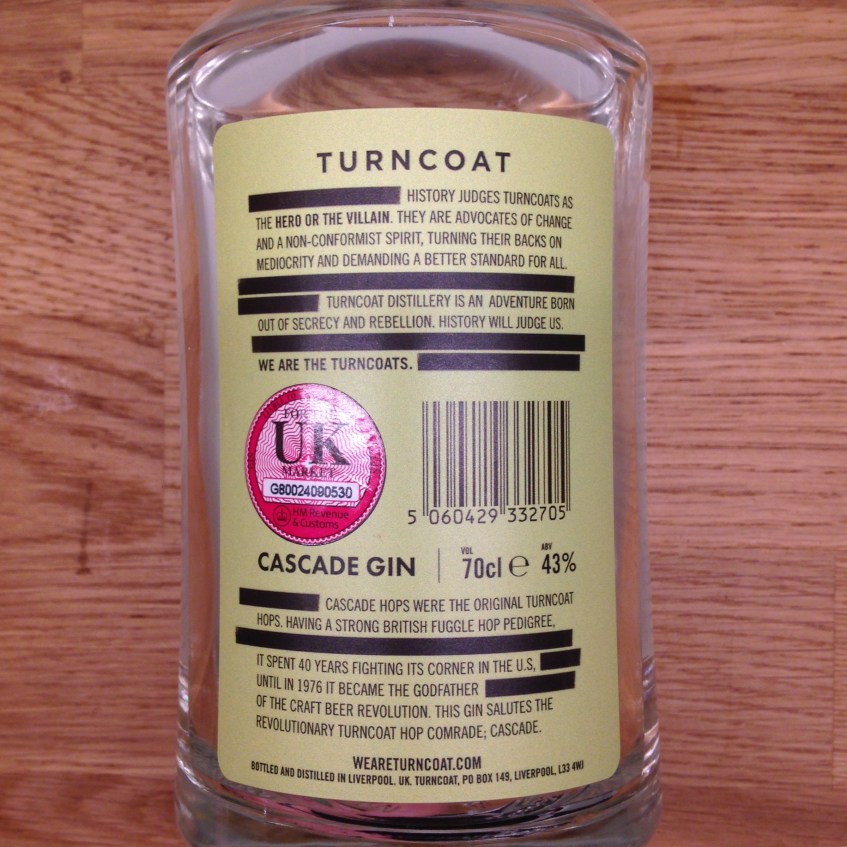 TURNCOAT
HISTORY JUDGES TURNCOATS AS
THE HERO OR THE VILLAIN. THEY ARE ADVOCATES OF CHANGE
AND A NON-CONFORMIST SPIRIT, TURNING THEIR BACKS ON
MEDIOCRITY AND DEMANDING A BETTER STANDARD FOR ALL.
TURNCOAT DISTILLERY IS AN ADVENTURE BORN
OUT OF SECRECY AND REBELLION. HISTORY WILL JUDGE US.
WE ARE THE TURNCOATS.
FOR THE
UK
MARKET
G80024090530
HM Revenue
& Customs
5 060429 332705
CASCADE GIN
VOL
70cl e
ABV
43%
CASCADE HOPS WERE THE ORIGINAL TURNCOAT
HOPS. HAVING A STRONG BRITISH FUGGLE HOP PEDIGREE,
IT SPENT 40 YEARS FIGHTING ITS CORNER IN THE U.S,
UNTIL IN 1976 IT BECAME THE GODFATHER
OF THE CRAFT BEER REVOLUTION. THIS GIN SALUTES THE
REVOLUTIONARY TURNCOAT HOP COMRADE; CASCADE.
WEARETURNCOAT.COM
BOTTLED AND DISTILLED IN LIVERPOOL. UK. TURNCOAT, PO BOX 149, LIVERPOOL, L33 4WJ